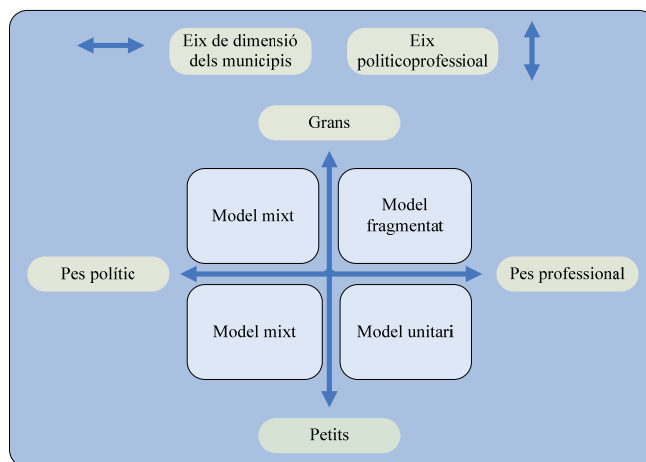 Eix de dimensió
dels municipis
Eix
politicoprofessioal
Grans
Model mixt
Model
fragmentat
Pes polític
Pes professional
Model mixt
Model unitari
Petits